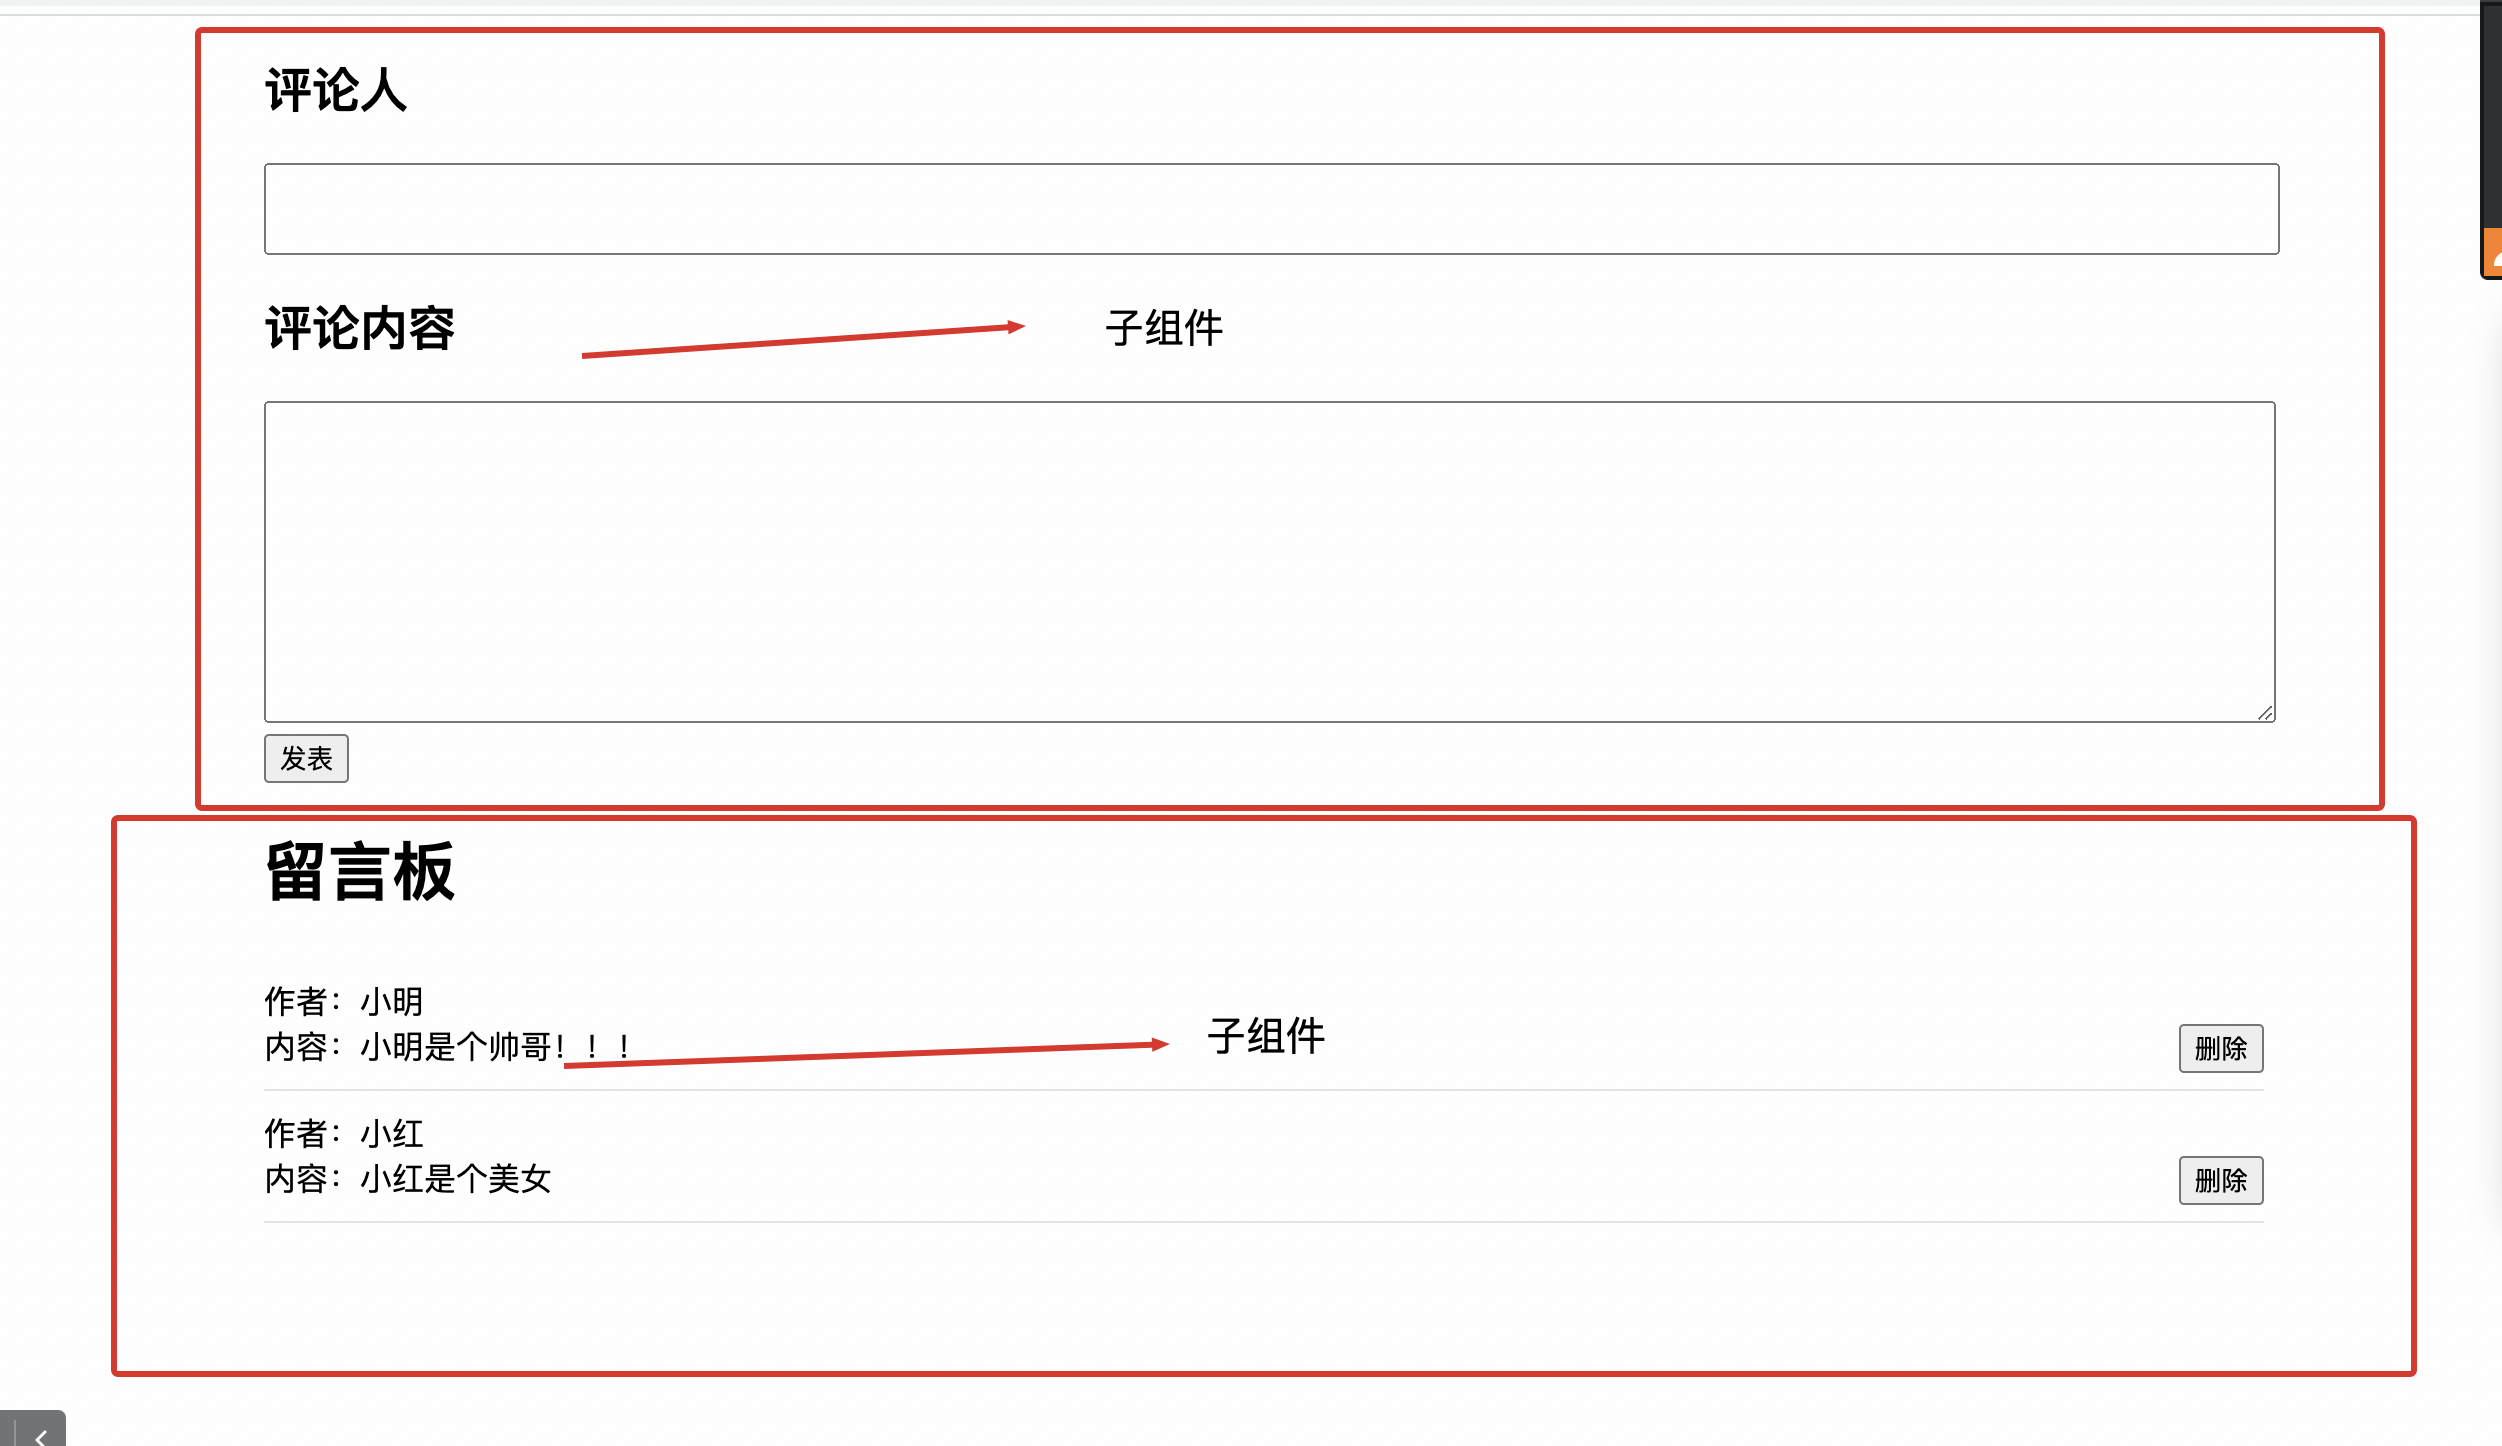 评论人
评论内容
子组件
发表
留言板
作者：小明
内容：小明是个帅哥！！！
子组件
删除
作者：小红
内容：小红是个美女
删除